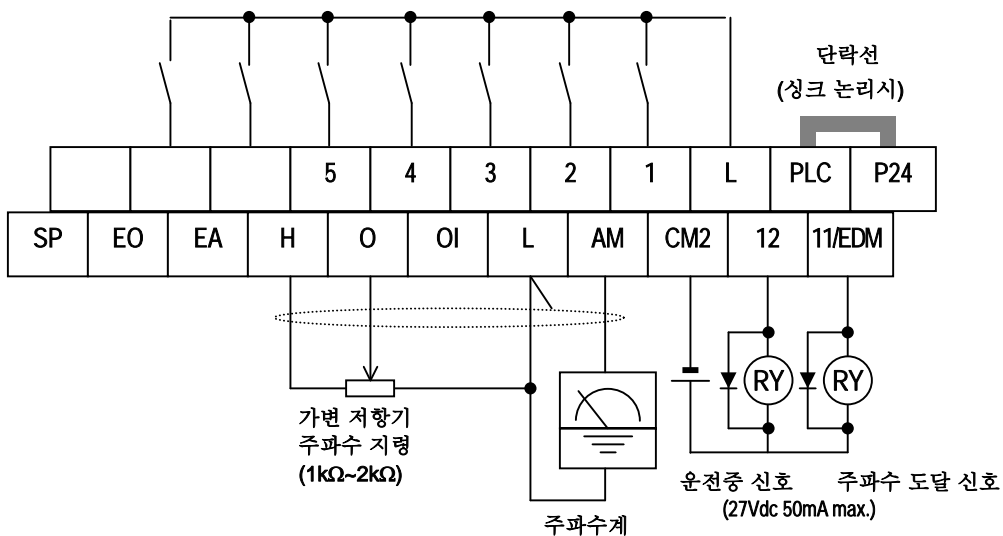 단락선
(싱크 논리시)
5 4 3 2 1 L PLC P24
SP EO EA H O OI L AM CM2 12 11/EDM
RY RY
가변 저항기
주파수 지령
(1kΩ~2kΩ)
운전중 신호 주파수 도달 신호
(27Vdc 50mA max.)
주파수계